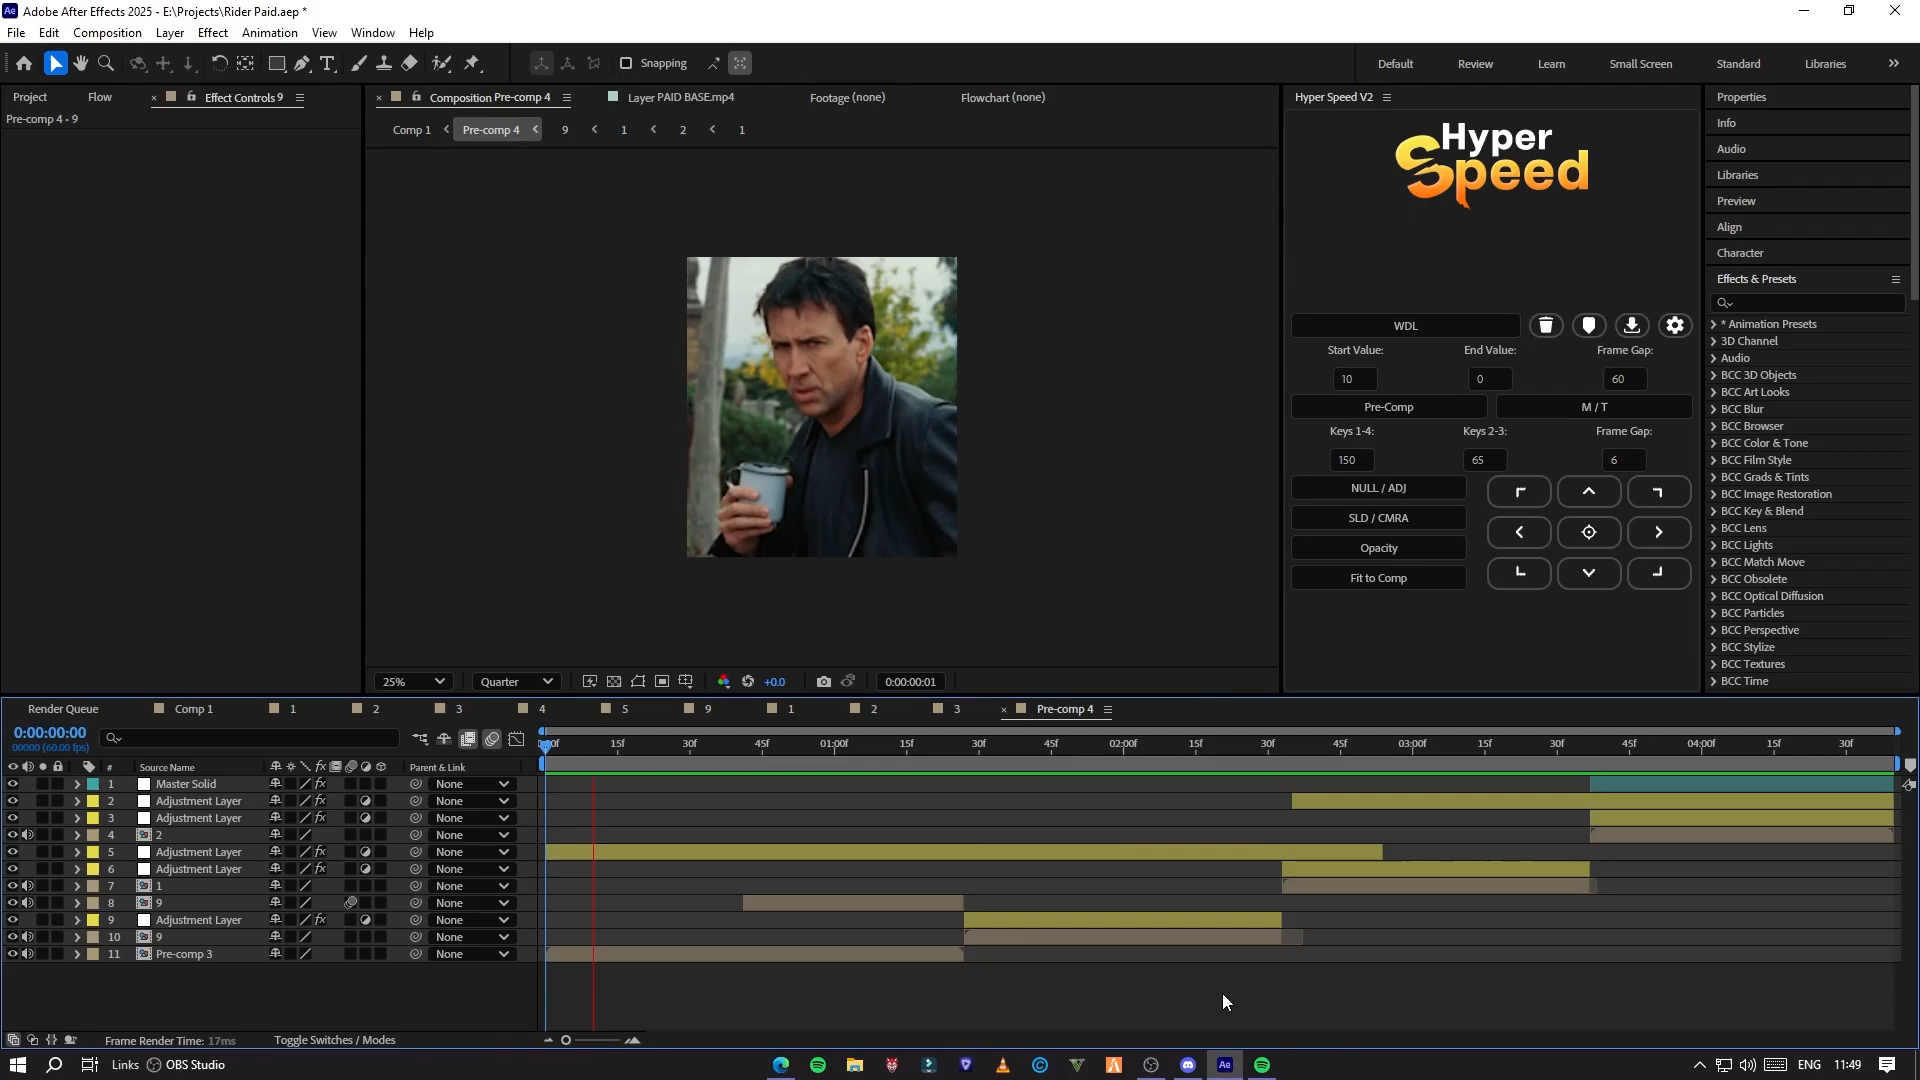 Ae Adobe After Effects 2025 - E:\Projects\Rider Paid.aep *
File Edit Composition Layer Effect Animation View Window Help
Snapping
Default Review Learn Small Screen Standard Libraries
Project Flow Effect Controls 9
Pre-comp 4 • 9
Composition Pre-comp 4 Layer PAID BASE.mp4 Footage (none) Flowchart (none)
Comp 1 Pre-comp 4 9 1 2 1
25% Quarter +0.0 0:00:00:01
Hyper Speed V2
Hyper
Speed
WDL
Start Value: End Value: Frame Gap:
10 0 60
Pre-Comp M / T
Keys 1-4: Keys 2-3: Frame Gap:
150 65 6
NULL / ADJ
SLD / CMRA
Opacity
Fit to Comp
Properties
Info
Audio
Libraries
Preview
Align
Character
Effects & Presets
* Animation Presets
3D Channel
Audio
BCC 3D Objects
BCC Art Looks
BCC Blur
BCC Browser
BCC Color & Tone
BCC Film Style
BCC Grads & Tints
BCC Image Restoration
BCC Key & Blend
BCC Lens
BCC Lights
BCC Match Move
BCC Obsolete
BCC Optical Diffusion
BCC Particles
BCC Perspective
BCC Stylize
BCC Textures
BCC Time
Render Queue Comp 1 1 2 3 4 5 9 1 2 3 Pre-comp 4
0:00:00:00
00000 (60.00 fps)
:00f 15f 30f 45f 01:00f 15f 30f 45f 02:00f 15f 30f 45f 03:00f 15f 30f 45f 04:00f 15f 30f
# Source Name fx Parent & Link
1 Master Solid fx None
2 Adjustment Layer fx None
3 Adjustment Layer fx None
4 2 None
5 Adjustment Layer fx None
6 Adjustment Layer fx None
7 1 None
8 9 None
9 Adjustment Layer fx None
10 9 None
11 Pre-comp 3 None
Frame Render Time: 17ms Toggle Switches / Modes
Links OBS Studio Ae ENG 11:49